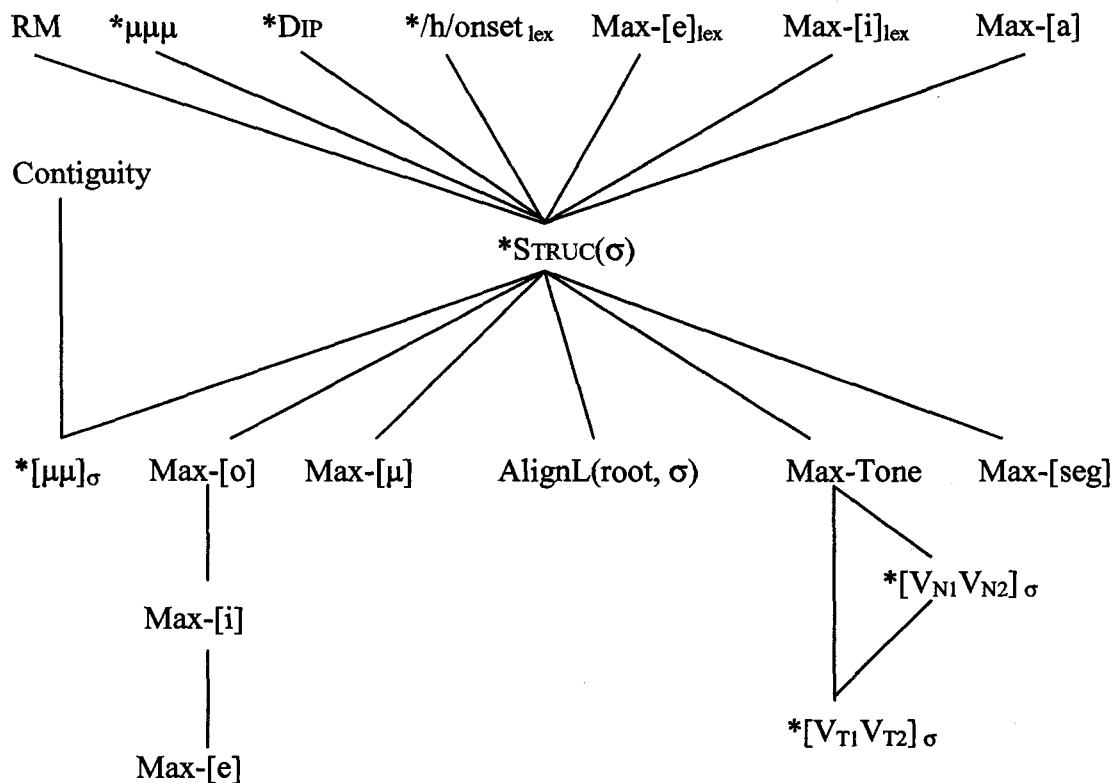 RM *μμμ *DIP */h/onset lex Max-[e]lex Max-[i]lex Max-[a]
Contiguity
*STRUC(σ)
*[μμ]σ Max-[o] Max-[μ] AlignL(root, σ) Max-Tone Max-[seg]
*[VN1VN2] σ
Max-[i]
*[VT1VT2] σ
Max-[e]